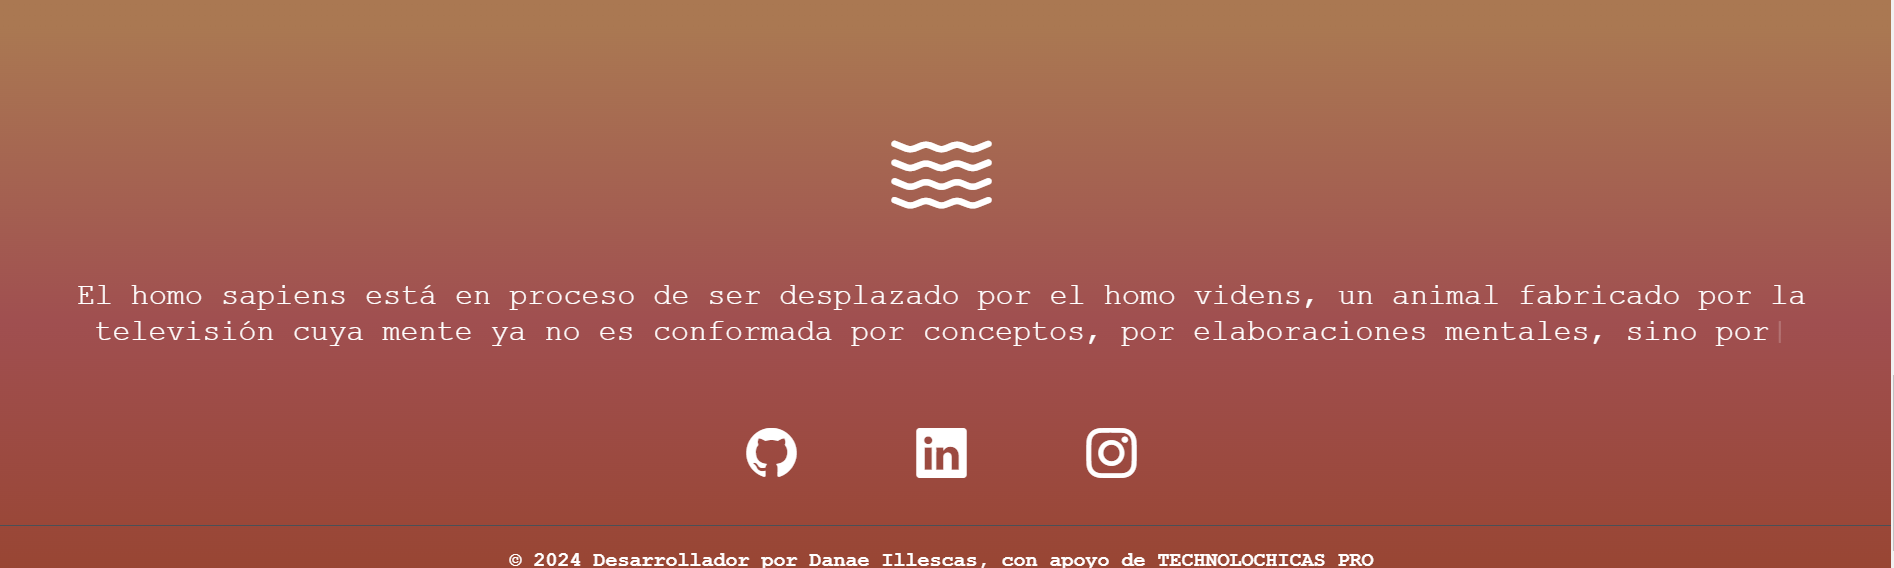 El homo sapiens está en proceso de ser desplazado por el homo videns, un animal fabricado por la
televisión cuya mente ya no es conformada por conceptos, por elaboraciones mentales, sino por
in
© 2024 Desarrollador por Danae Illescas, con apoyo de TECHNOLOCHICAS PRO